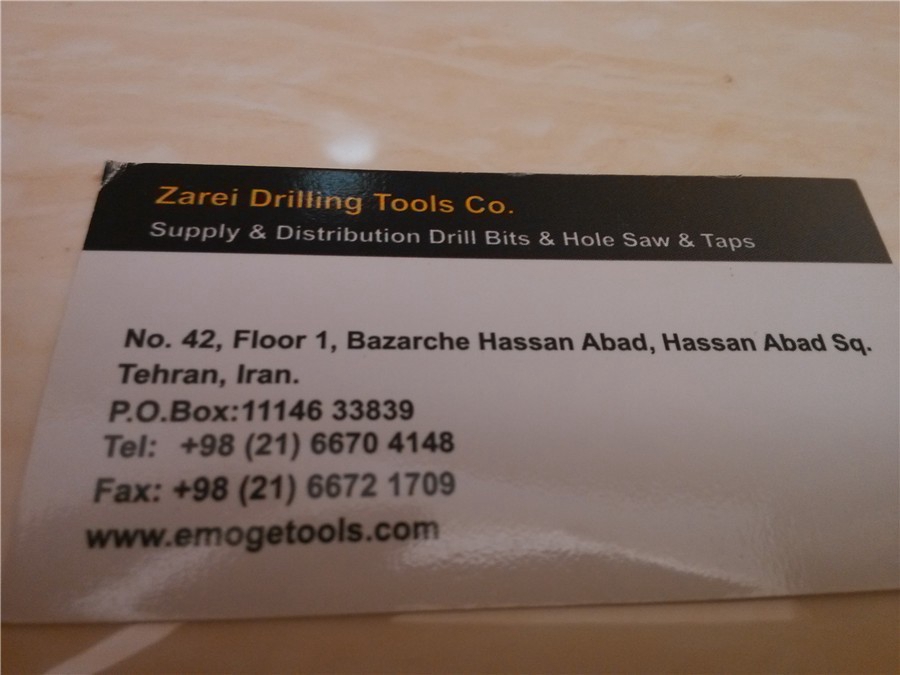 Zarei Drilling Tools Co.
Supply & Distribution Drill Bits & Hole Saw & Taps
No. 42, Floor 1, Bazarche Hassan Abad, Hassan Abad Sq.
Tehran, Iran.
P.O.Box:11146 33839
Tel: +98 (21) 6670 4148
Fax: +98 (21) 6672 1709
www.emogetools.com